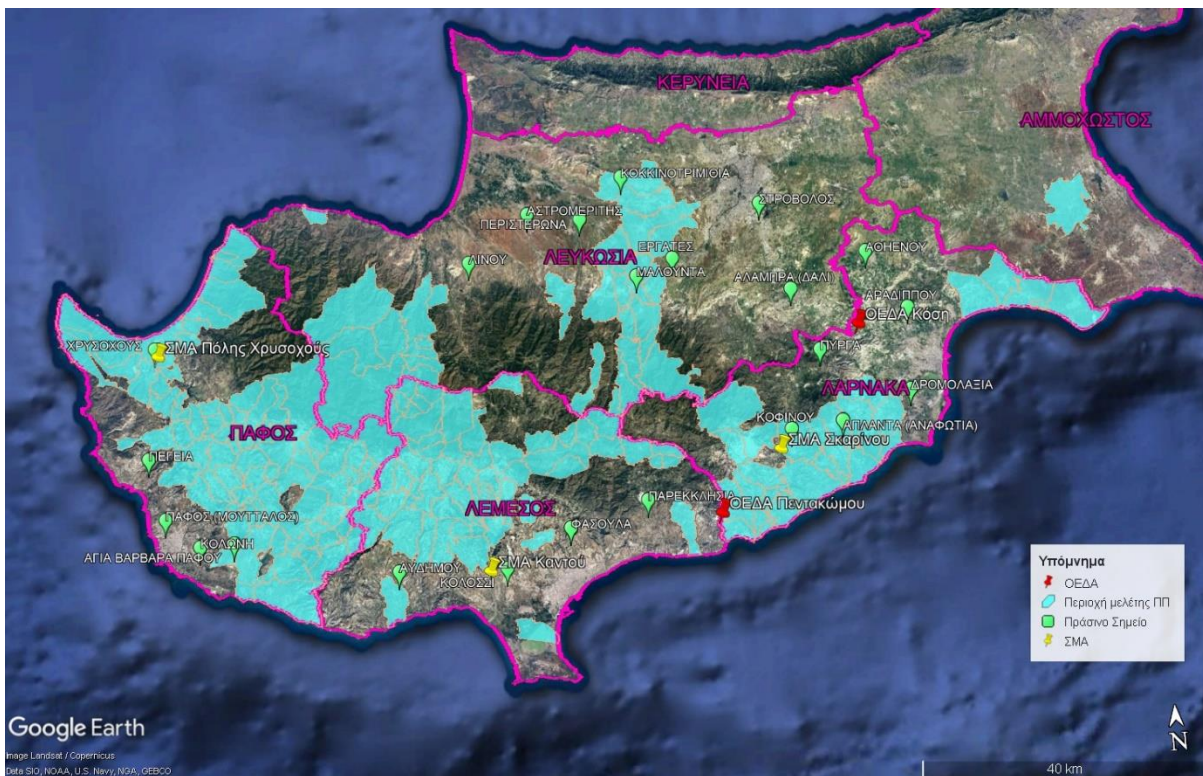 ΚΕΡΥΝΕΙΑ
ΑΜΜΟΧΩΣΤΟΣ
ΚΟΚΚΙΝΟΤΡΙΜΙΘΙΑ
ΣΤΡΟΒΟΛΟΣ
ΑΣΤΡΟΜΕΡΙΤΗΣ
ΠΕΡΙΣΤΕΡΩΝΑ
ΕΡΓΑΤΕΣ
ΑΘΗΕΝΟΥ
ΛΕΥΚΩΣΙΑ
ΛΙΝΟΥ
ΜΑΛΟΥΝΤΑ
ΑΛΑΜΠΡΑ (ΔΑΛΙ)
ΑΡΑΔΙΠΠΟΥ
ΟΕΔΑ Κόση
ΧΡΥΣΟΧΟΥΣ
ΣΜΑ Πόλης Χρυσοχούς
ΠΥΡΓΑ
ΛΑΡΝΑΚΑ
ΔΡΟΜΟΛΑΞΙΑ
ΚΟΦΙΝΟΥ
ΑΠΛΑΝΤΑ (ΑΝΑΦΩΤΙΑ)
ΠΑΦΟΣ
ΣΜΑ Σκαρίνου
ΠΕΓΕΙΑ
ΠΑΡΕΚΚΛΗΣΙΑ
ΟΕΔΑ Πεντακώμου
ΛΕΜΕΣΟΣ
ΠΑΦΟΣ (ΜΟΥΤΤΑΛΟΣ)
ΦΑΣΟΥΛΑ
ΚΟΛΩΝΗ
ΑΓΙΑ ΒΑΡΒΑΡΑ ΠΑΦΟΥ
ΑΥΔΗΜΟΥ
ΣΜΑ Καντού
ΚΟΛΟΣΣΙ
Υπόμνημα
ΟΕΔΑ
Περιοχή μελέτης ΠΠ
Πράσινο Σημείο
ΣΜΑ
Google Earth
Image Landsat / Copernicus
Data SIO, NOAA, U.S. Navy, NGA, GEBCO
N
40 km